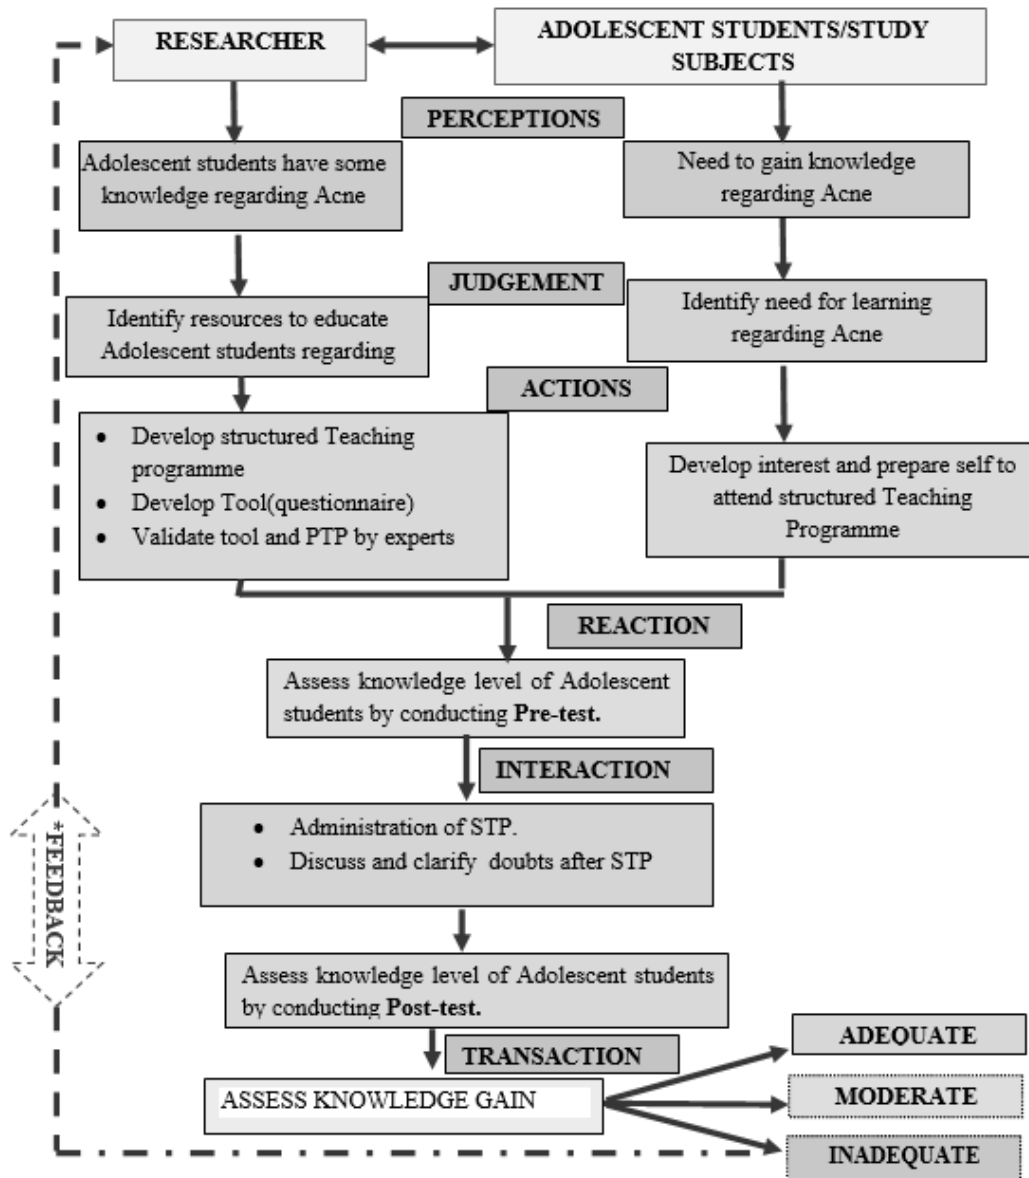 RESEARCHER
ADOLESCENT STUDENTS/STUDY
SUBJECTS
PERCEPTIONS
Adolescent students have some
knowledge regarding Acne
Need to gain knowledge
regarding Acne
JUDGEMENT
Identify resources to educate
Adolescent students regarding
Identify need for learning
regarding Acne
ACTIONS
• Develop structured Teaching
programme
• Develop Tool(questionnaire)
• Validate tool and PTP by experts
Develop interest and prepare self to
attend structured Teaching
Programme
REACTION
Assess knowledge level of Adolescent
students by conducting Pre-test.
INTERACTION
• Administration of STP.
• Discuss and clarify doubts after STP
*FEEDBACK
Assess knowledge level of Adolescent students
by conducting Post-test.
TRANSACTION
ASSESS KNOWLEDGE GAIN
ADEQUATE
MODERATE
INADEQUATE